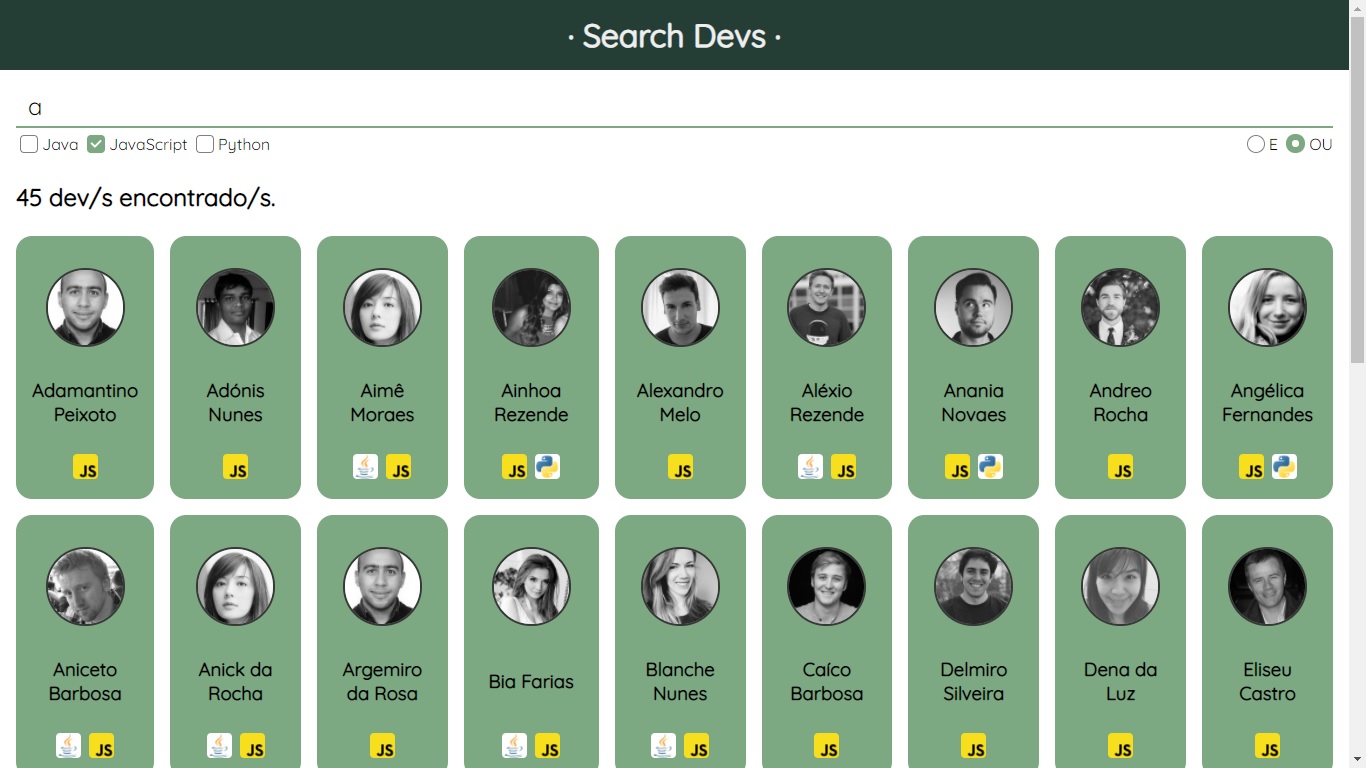 · Search Devs ·
a
Java JavaScript Python E OU
45 dev/s encontrado/s.
Adamantino
Peixoto
JS
Adónis
Nunes
JS
Aimê
Moraes
JS
Ainhoa
Rezende
JS
Alexandro
Melo
JS
Aléxio
Rezende
JS
Anania
Novaes
JS
Andreo
Rocha
JS
Angélica
Fernandes
JS
Aniceto
Barbosa
JS
Anick da
Rocha
JS
Argemiro
da Rosa
JS
Bia Farias
JS
Blanche
Nunes
JS
Caíco
Barbosa
JS
Delmiro
Silveira
JS
Dena da
Luz
JS
Eliseu
Castro
JS